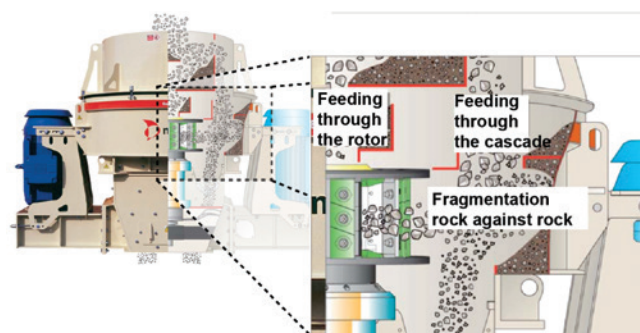 Feeding
through
the rotor
Feeding
through
the cascade
Fragmentation
rock against rock